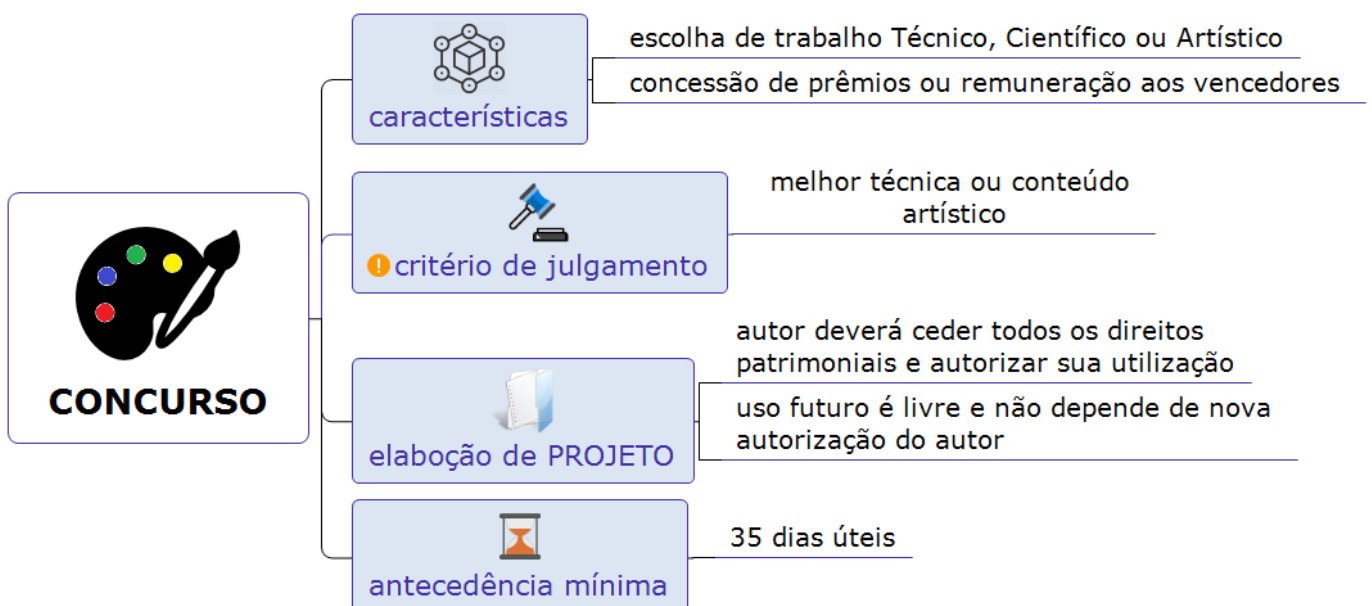 CONCURSO
características
escolha de trabalho Técnico, Científico ou Artístico
concessão de prêmios ou remuneração aos vencedores
critério de julgamento
melhor técnica ou conteúdo
artístico
elaboção de PROJETO
autor deverá ceder todos os direitos
patrimoniais e autorizar sua utilização
uso futuro é livre e não depende de nova
autorização do autor
antecedência mínima
35 dias úteis